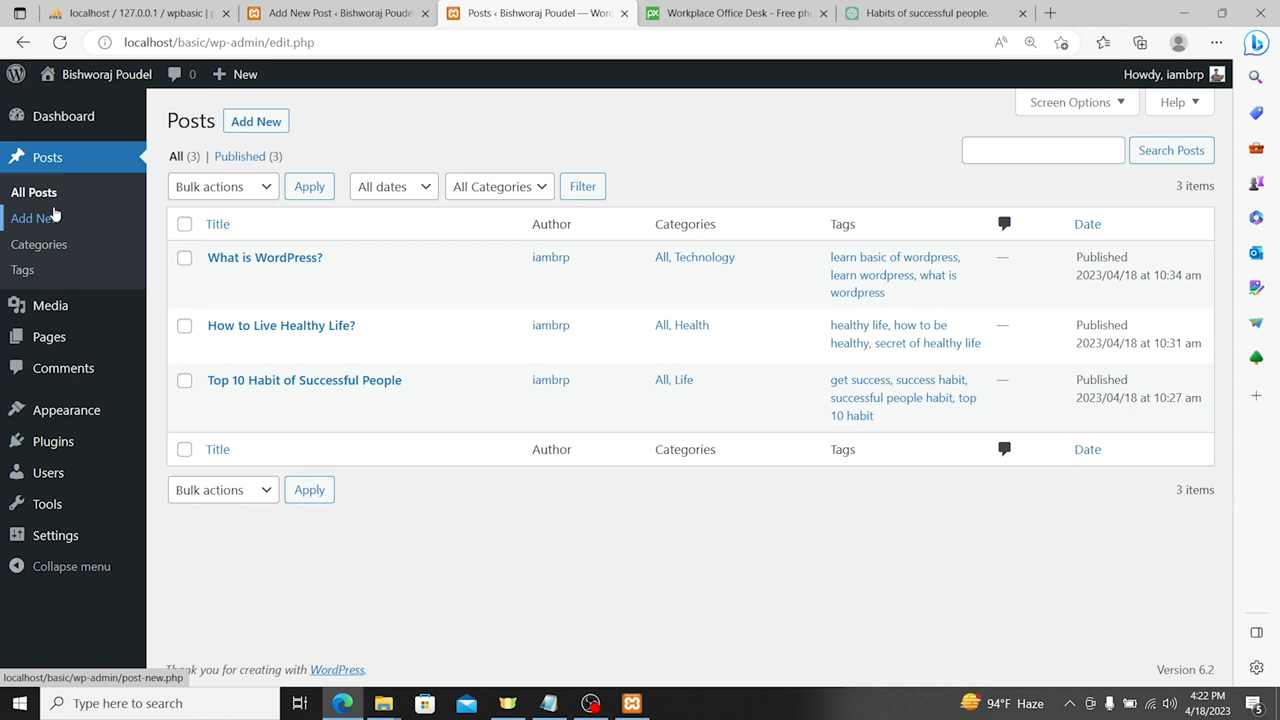 localhost / 127.0.0.1 / wpbasic | p
Add New Post ‹ Bishworaj Poudel
Posts ‹ Bishworaj Poudel — Wor
Workplace Office Desk - Free ph
Habits of successful people.
localhost/basic/wp-admin/edit.php
Bishworaj Poudel
0
New
Howdy, iambrp
Dashboard
Posts
All Posts
Add New
Categories
Tags
Media
Pages
Comments
Appearance
Plugins
Users
Tools
Settings
Collapse menu
Posts
Add New
Screen Options
Help
All (3) | Published (3)
Search Posts
Bulk actions
Apply
All dates
All Categories
Filter
3 items
Title
Author
Categories
Tags
Date
What is WordPress?
iambrp
All, Technology
learn basic of wordpress,
learn wordpress, what is
wordpress
—
Published
2023/04/18 at 10:34 am
How to Live Healthy Life?
iambrp
All, Health
healthy life, how to be
healthy, secret of healthy life
—
Published
2023/04/18 at 10:31 am
Top 10 Habit of Successful People
iambrp
All, Life
get success, success habit,
successful people habit, top
10 habit
—
Published
2023/04/18 at 10:27 am
Title
Author
Categories
Tags
Date
Bulk actions
Apply
3 items
Thank you for creating with WordPress.
Version 6.2
localhost/basic/wp-admin/post-new.php
Type here to search
94°F Haze
4:22 PM
4/18/2023
5